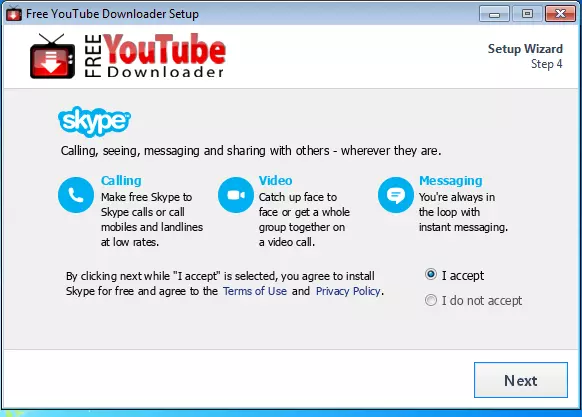 Free YouTube Downloader Setup
FREE YouTube
Downloader
Setup Wizard
Step 4
skype
Calling, seeing, messaging and sharing with others - wherever they are.
Calling
Make free Skype to
Skype calls or call
mobiles and landlines
at low rates.
Video
Catch up face to
face or get a whole
group together on
a video call.
Messaging
You're always in
the loop with
instant messaging.
By clicking next while "I accept" is selected, you agree to install
Skype for free and agree to the Terms of Use and Privacy Policy.
I accept
I do not accept
Next